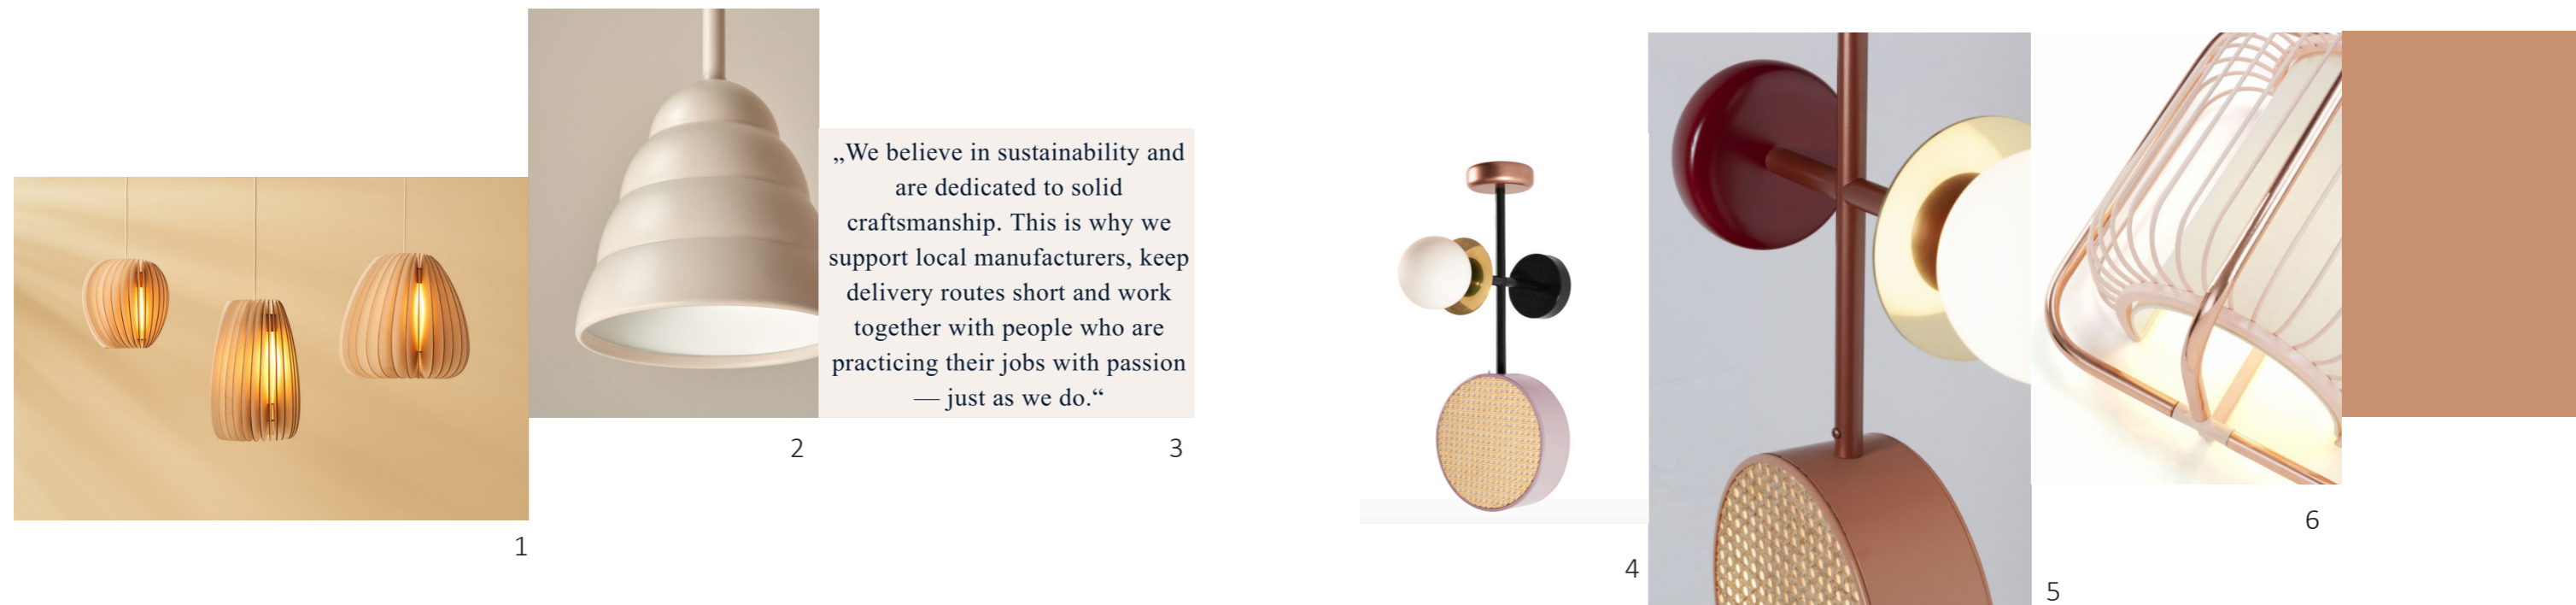 „We believe in sustainability and
are dedicated to solid
craftsmanship. This is why we
support local manufacturers, keep
delivery routes short and work
together with people who are
practicing their jobs with passion
— just as we do.“
1
2
3
4
5
6